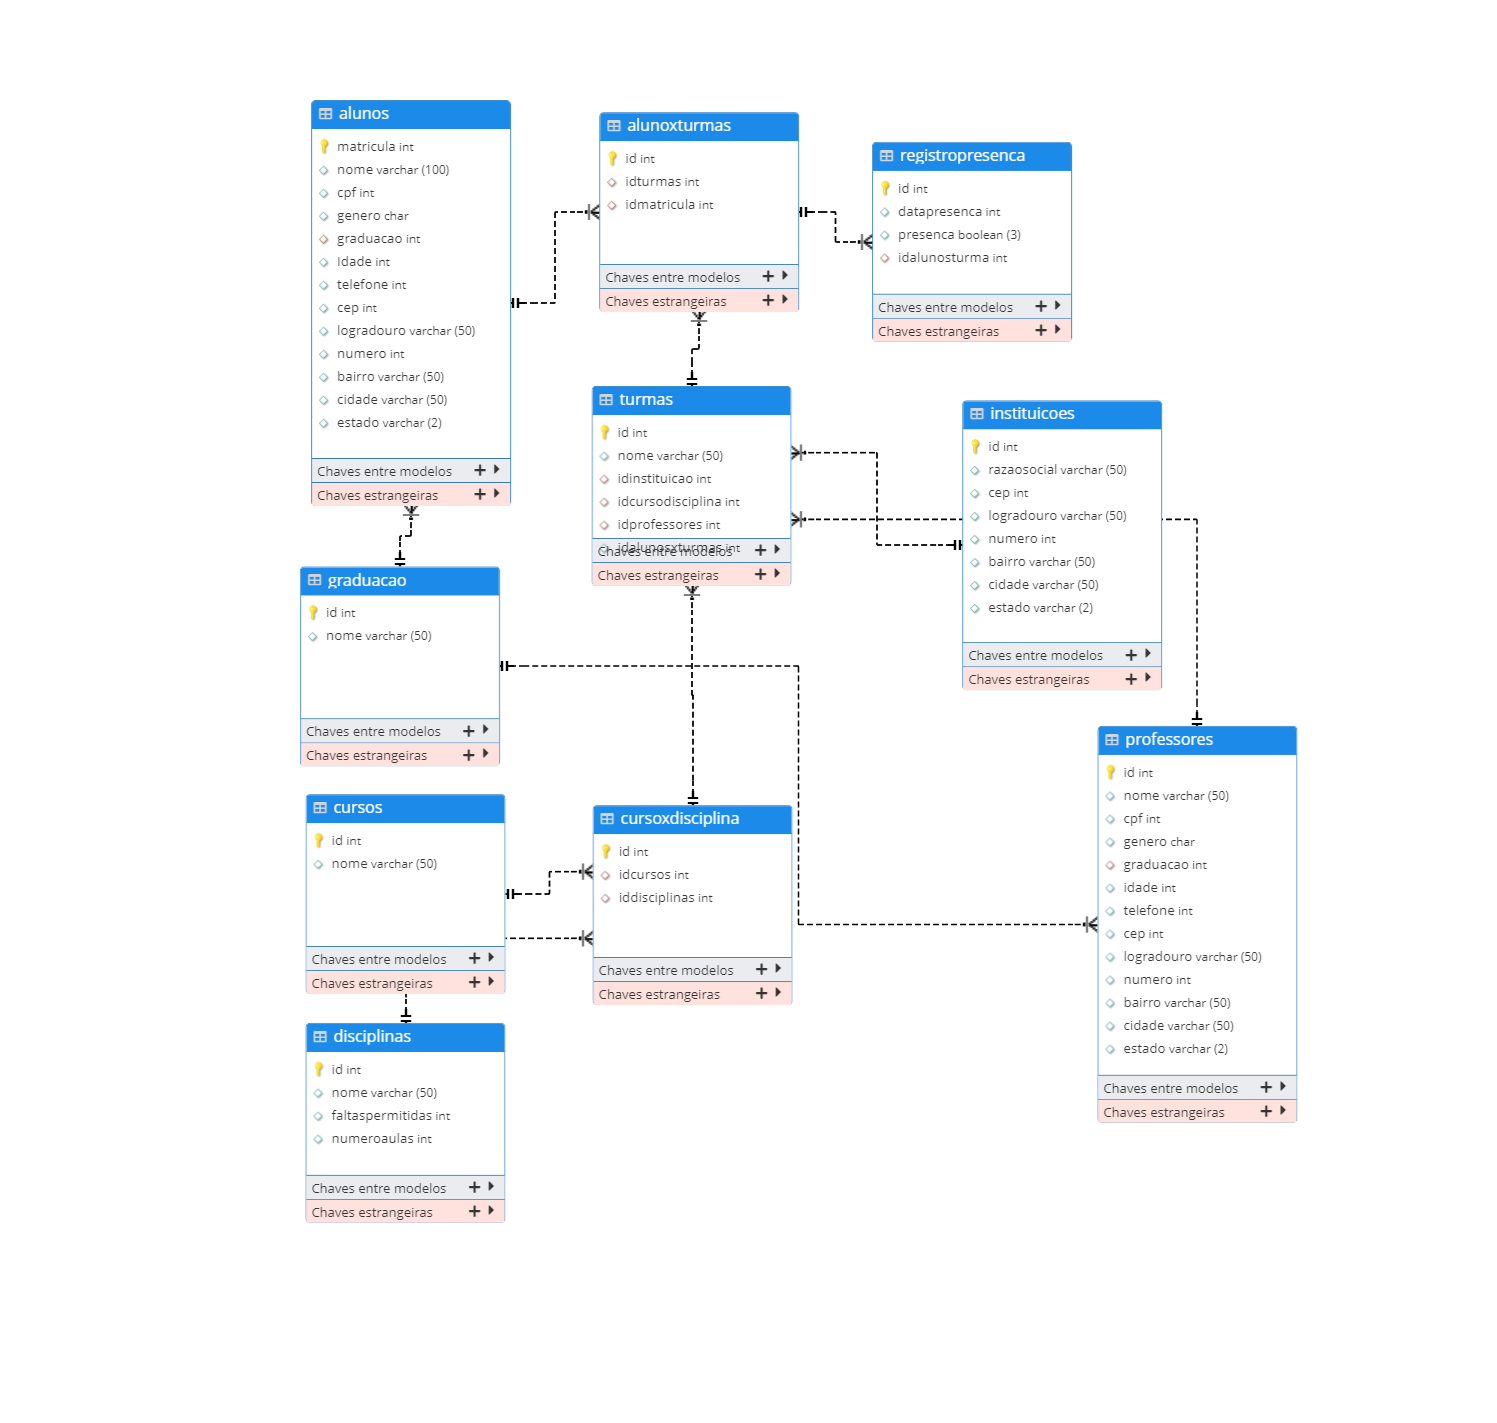 alunos
matricula int
nome varchar (100)
cpf int
genero char
graduacao int
Idade int
telefone int
cep int
logradouro varchar (50)
numero int
bairro varchar (50)
cidade varchar (50)
estado varchar (2)
Chaves entre modelos
Chaves estrangeiras
alunoxturmas
id int
idturmas int
idmatricula int
Chaves entre modelos
Chaves estrangeiras
registropresenca
id int
datapresenca int
presenca boolean (3)
idalunosturma int
Chaves entre modelos
Chaves estrangeiras
turmas
id int
nome varchar (50)
idinstituicao int
idcursodisciplina int
idprofessores int
idalunosxturmas int
Chaves entre modelos
Chaves estrangeiras
instituicoes
id int
razaosocial varchar (50)
cep int
logradouro varchar (50)
numero int
bairro varchar (50)
cidade varchar (50)
estado varchar (2)
Chaves entre modelos
Chaves estrangeiras
graduacao
id int
nome varchar (50)
Chaves entre modelos
Chaves estrangeiras
professores
id int
nome varchar (50)
cpf int
genero char
graduacao int
idade int
telefone int
cep int
logradouro varchar (50)
numero int
bairro varchar (50)
cidade varchar (50)
estado varchar (2)
Chaves entre modelos
Chaves estrangeiras
cursos
id int
nome varchar (50)
Chaves entre modelos
Chaves estrangeiras
cursoxdisciplina
id int
idcursos int
iddisciplinas int
Chaves entre modelos
Chaves estrangeiras
disciplinas
id int
nome varchar (50)
faltaspermitidas int
numeroaulas int
Chaves entre modelos
Chaves estrangeiras